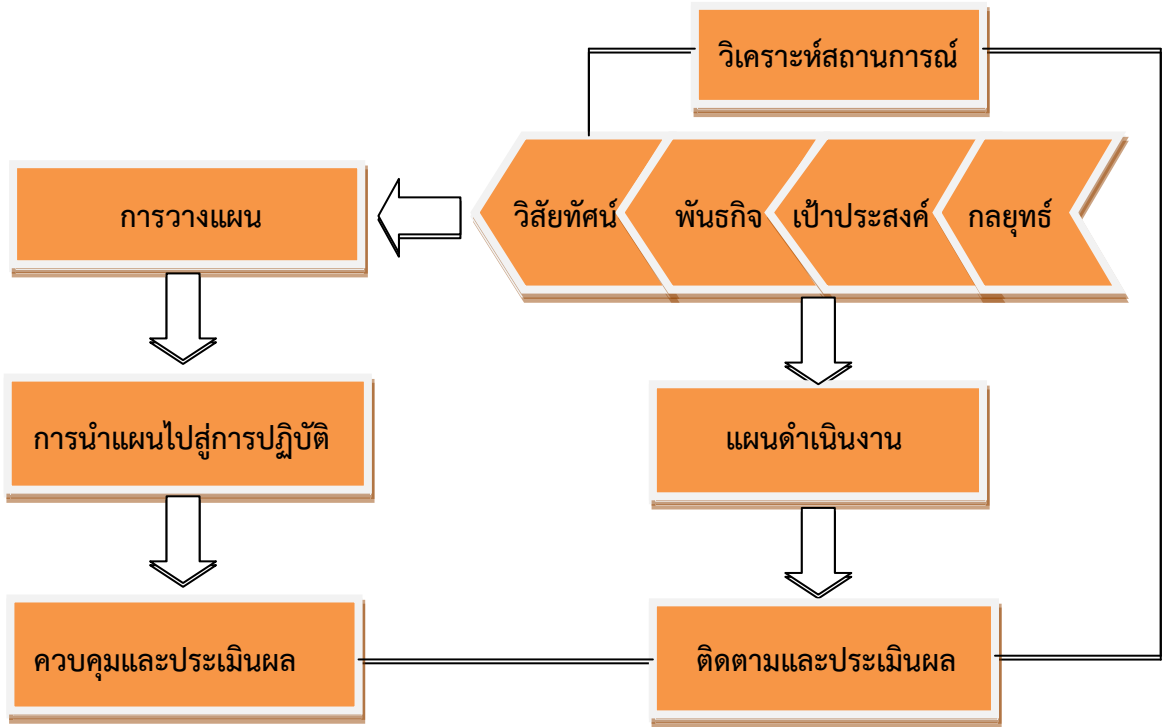 วิเคราะห์สถานการณ์
วิสัยทัศน์
พันธกิจ
เป้าประสงค์
กลยุทธ์
การวางแผน
การนำแผนไปสู่การปฏิบัติ
แผนดำเนินงาน
ควบคุมและประเมินผล
ติดตามและประเมินผล